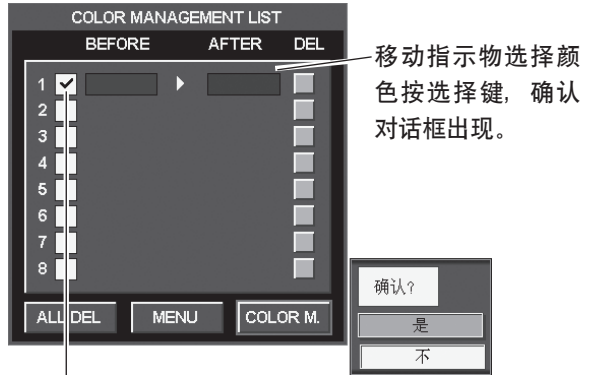 COLOR MANAGEMENT LIST
BEFORE AFTER DEL
1
2
3
4
5
6
7
8
ALL DEL MENU COLOR M.
移动指示物选择颜
色按选择键, 确认
对话框出现。
确认?
是
不